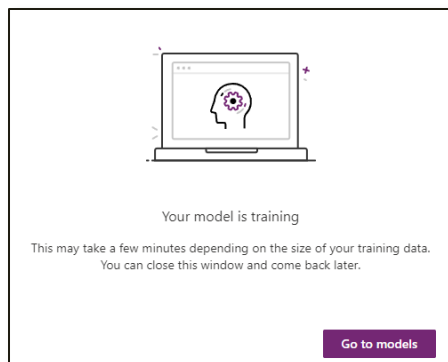 Your model is training
This may take a few minutes depending on the size of your training data.
You can close this window and come back later.
Go to models